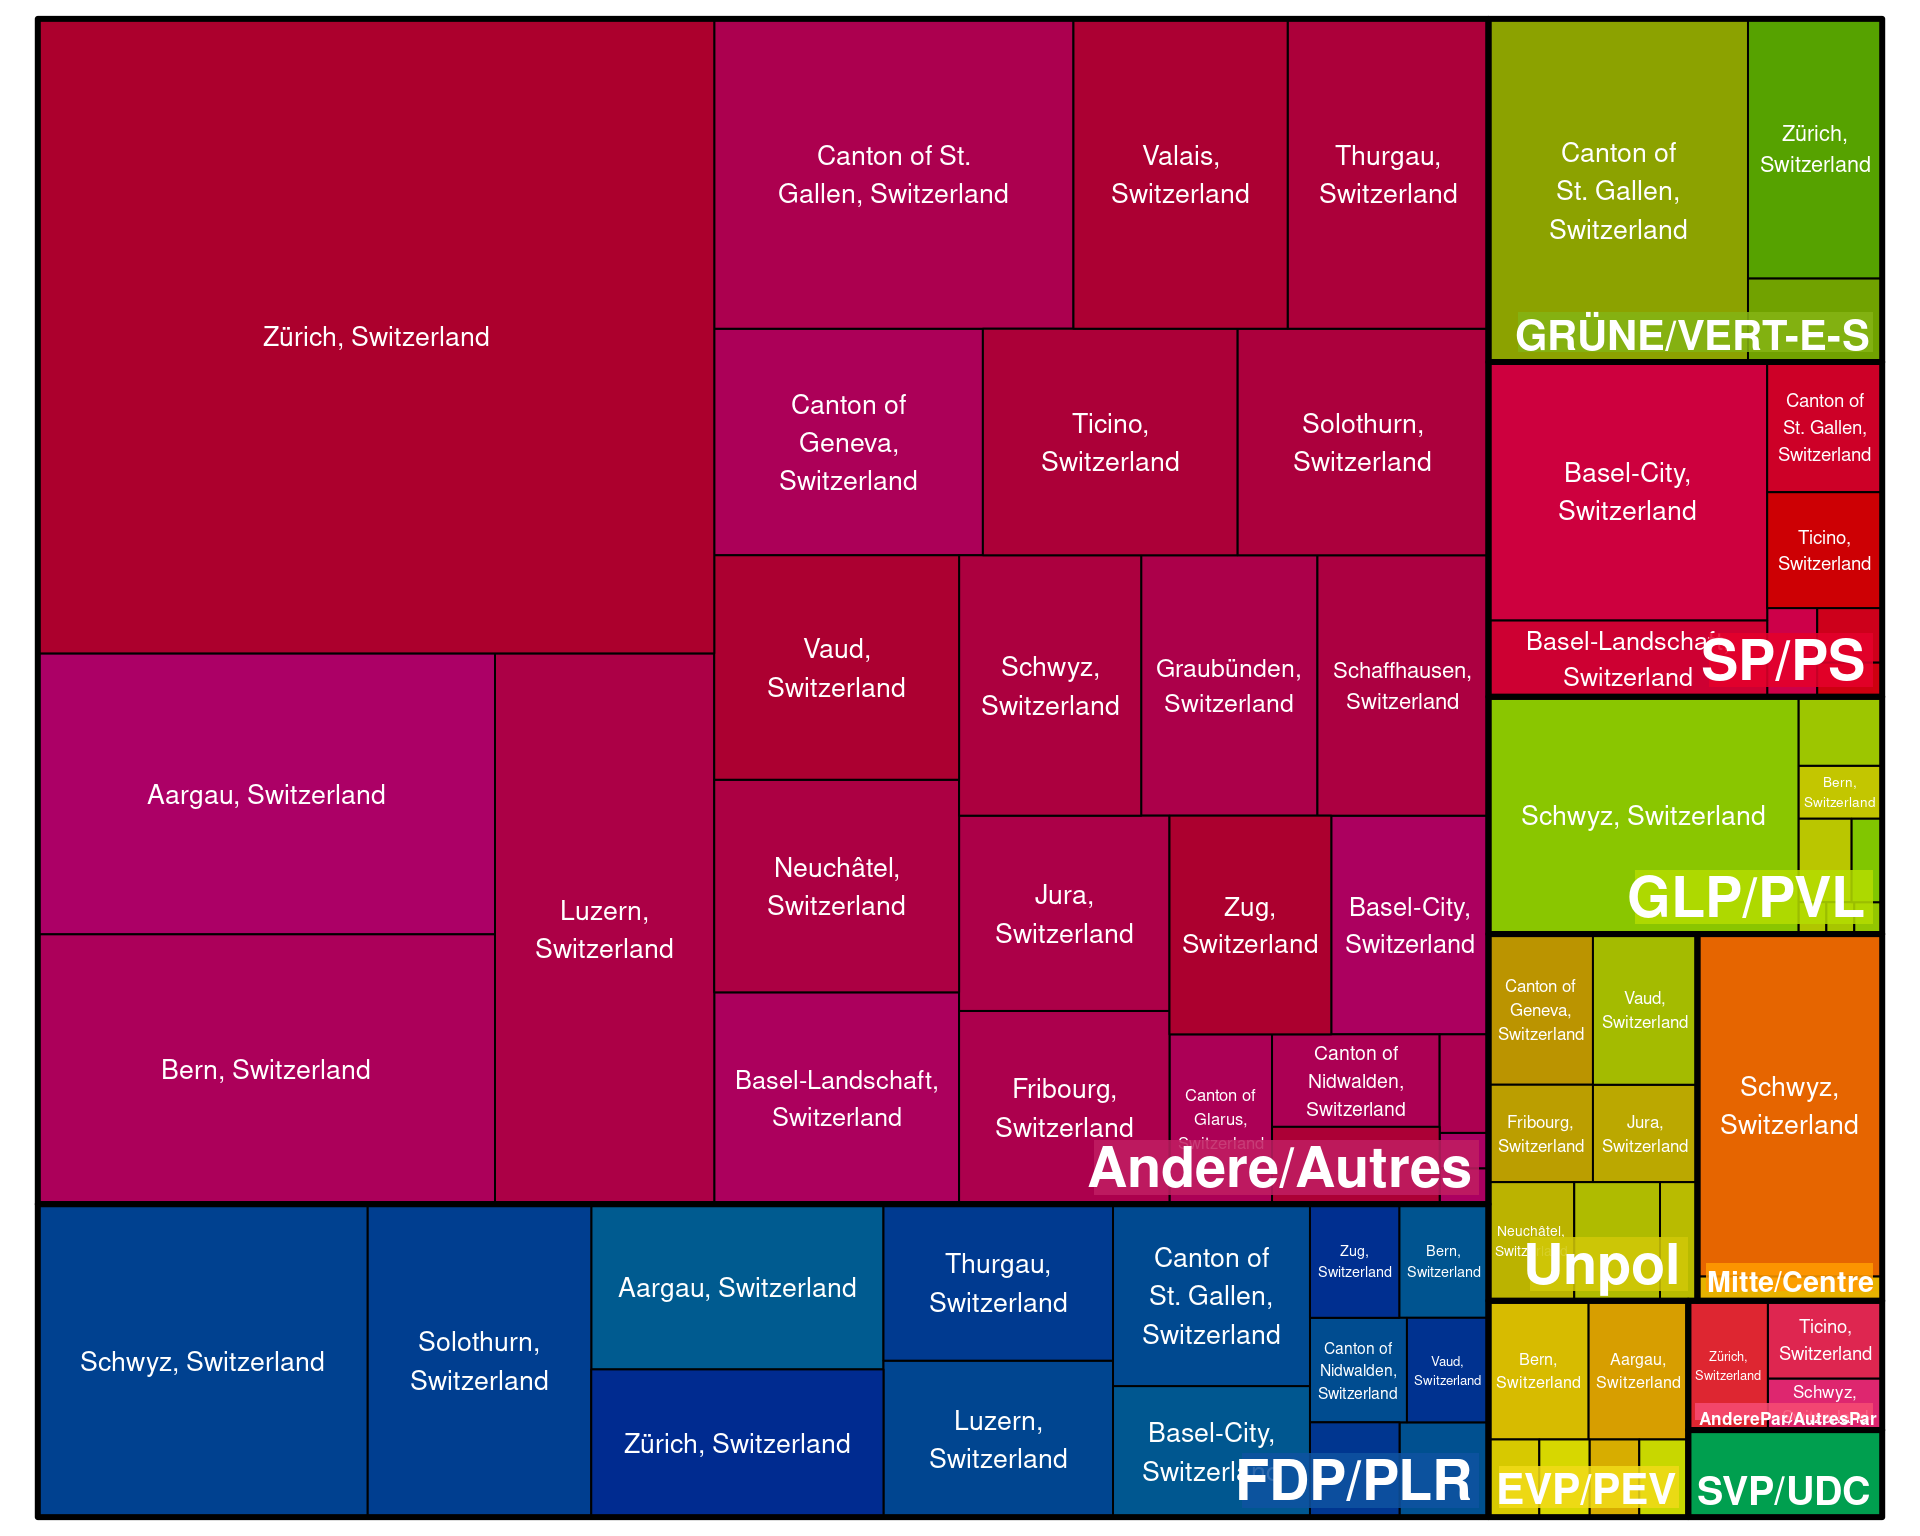 Zürich, Switzerland
Canton of St.
Gallen, Switzerland
Valais,
Switzerland
Thurgau,
Switzerland
Canton of
Geneva,
Switzerland
Ticino,
Switzerland
Solothurn,
Switzerland
Aargau, Switzerland
Bern, Switzerland
Luzern,
Switzerland
Vaud,
Switzerland
Schwyz,
Switzerland
Graubünden,
Switzerland
Schaffhausen,
Switzerland
Neuchâtel,
Switzerland
Jura,
Switzerland
Zug,
Switzerland
Basel-City,
Switzerland
Basel-Landschaft,
Switzerland
Fribourg,
Switzerland
Canton of
Glarus,
Switzerland
Canton of
Nidwalden,
Switzerland
Andere/Autres
Schwyz, Switzerland
Solothurn,
Switzerland
Aargau, Switzerland
Zürich, Switzerland
Thurgau,
Switzerland
Luzern,
Switzerland
Canton of
St. Gallen,
Switzerland
Basel-City,
Switzerland
Zug,
Switzerland
Bern,
Switzerland
Canton of
Nidwalden,
Switzerland
Vaud,
Switzerland
FDP/PLR
Canton of
St. Gallen,
Switzerland
Zürich,
Switzerland
GRÜNE/VERT-E-S
Basel-City,
Switzerland
Canton of
St. Gallen,
Switzerland
Ticino,
Switzerland
Basel-Landschaft,
Switzerland
SP/PS
Schwyz, Switzerland
Bern,
Switzerland
GLP/PVL
Canton of
Geneva,
Switzerland
Vaud,
Switzerland
Fribourg,
Switzerland
Jura,
Switzerland
Neuchâtel,
Switzerland
Unpol
Schwyz,
Switzerland
Mitte/Centre
Bern,
Switzerland
Aargau,
Switzerland
EVP/PEV
Zürich,
Switzerland
Ticino,
Switzerland
Schwyz,
AnderePar/AutresPar
SVP/UDC